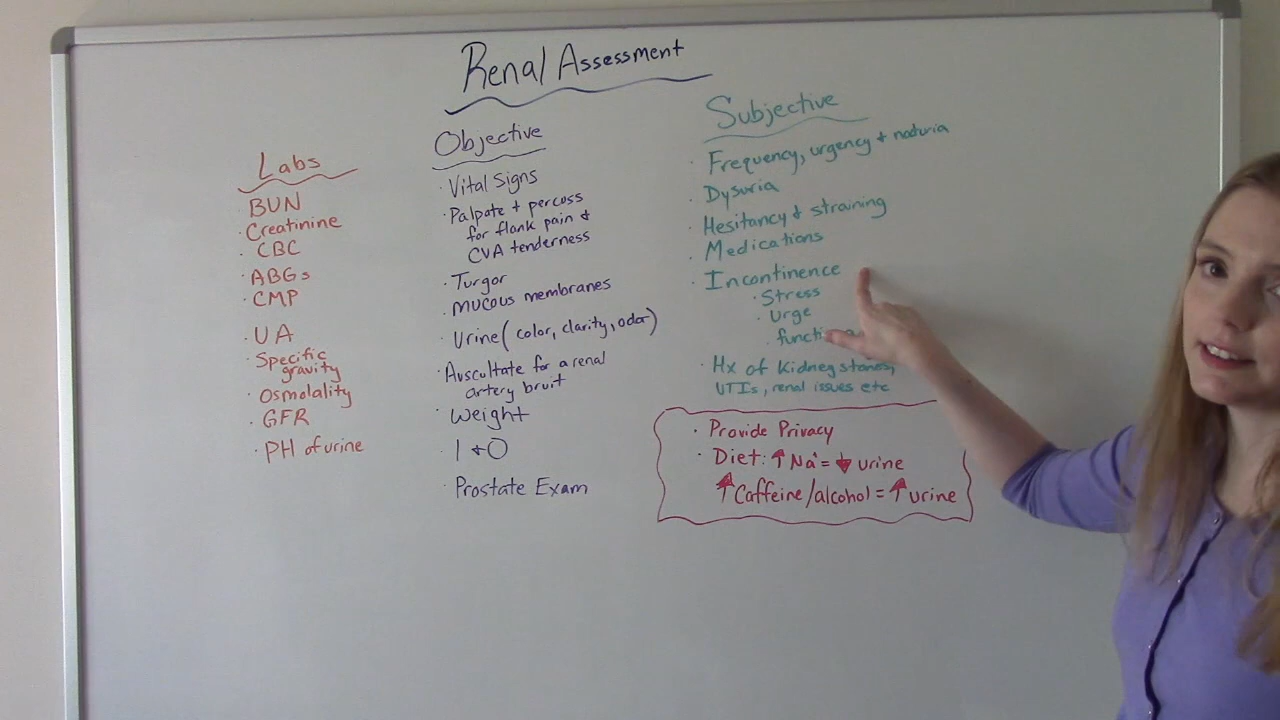 Renal Assessment
Labs
· BUN
· Creatinine
· CBC
· ABGs
· CMP
· UA
· Specific
gravity
· Osmolality
· GFR
· PH of urine
Objective
· Vital Signs
· Palpate + percuss
for flank pain &
CVA tenderness
· Turgor
· Mucous membranes
· Urine (color, clarity, odor)
· Auscultate for a renal
artery bruit
· Weight
· I & O
· Prostate Exam
Subjective
· Frequency, urgency +
· Dysuria
· Hesitancy & straining
· Medications
· Incontinence
· Stress
· Urge
· Hx of kidney stones,
UTIs, renal issues etc
· Provide Privacy
· Diet: ↑ Na⁺ = ↓ urine
↑ Caffeine/alcohol = ↑ urine